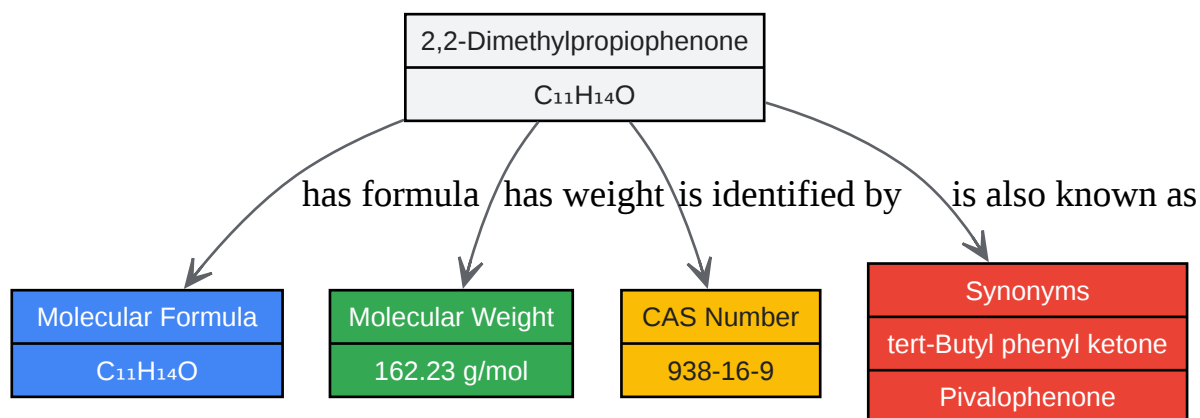 2,2-Dimethylpropiophenone
C₁₁H₁₄O
has formula
has weight
is identified by
is also known as
Molecular Formula
C₁₁H₁₄O
Molecular Weight
162.23 g/mol
CAS Number
938-16-9
Synonyms
tert-Butyl phenyl ketone
Pivalophenone